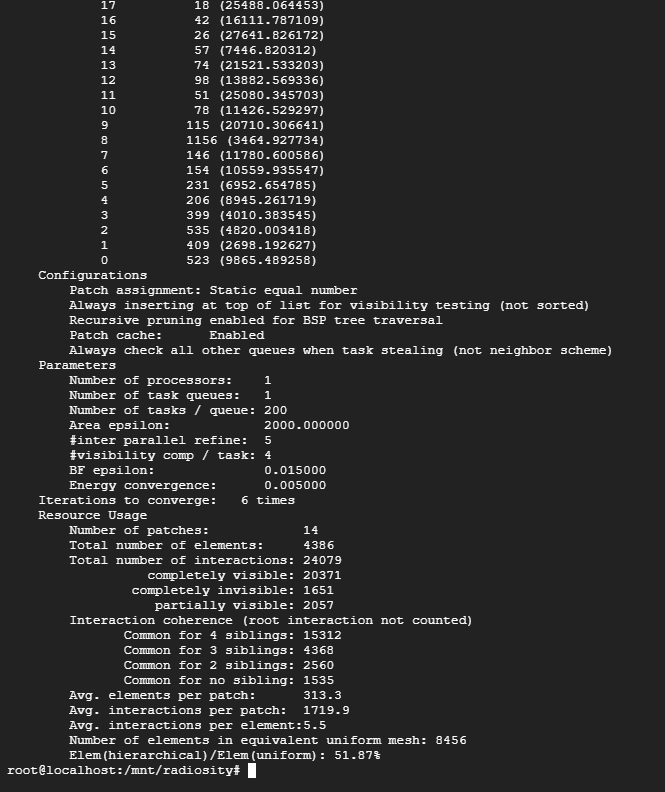 17 18 (25488.064453)
16 42 (16111.787109)
15 26 (27641.826172)
14 57 (7446.820312)
13 74 (21521.533203)
12 98 (13882.569336)
11 51 (25080.345703)
10 78 (11426.529297)
9 115 (20710.306641)
8 1156 (3464.927734)
7 146 (11780.600586)
6 154 (10559.935547)
5 231 (6952.654785)
4 206 (8945.261719)
3 399 (4010.383545)
2 535 (4820.003418)
1 409 (2698.192627)
0 523 (9865.489258)
Configurations
Patch assignment: Static equal number
Always inserting at top of list for visibility testing (not sorted)
Recursive pruning enabled for BSP tree traversal
Patch cache: Enabled
Always check all other queues when task stealing (not neighbor scheme)
Parameters
Number of processors: 1
Number of task queues: 1
Number of tasks / queue: 200
Area epsilon: 2000.000000
#inter parallel refine: 5
#visibility comp / task: 4
BF epsilon: 0.015000
Energy convergence: 0.005000
Iterations to converge: 6 times
Resource Usage
Number of patches: 14
Total number of elements: 4386
Total number of interactions: 24079
completely visible: 20371
completely invisible: 1651
partially visible: 2057
Interaction coherence (root interaction not counted)
Common for 4 siblings: 15312
Common for 3 siblings: 4368
Common for 2 siblings: 2560
Common for no sibling: 1535
Avg. elements per patch: 313.3
Avg. interactions per patch: 1719.9
Avg. interactions per element:5.5
Number of elements in equivalent uniform mesh: 8456
Elem(hierarchical)/Elem(uniform): 51.87%
root@localhost:/mnt/radiosity#